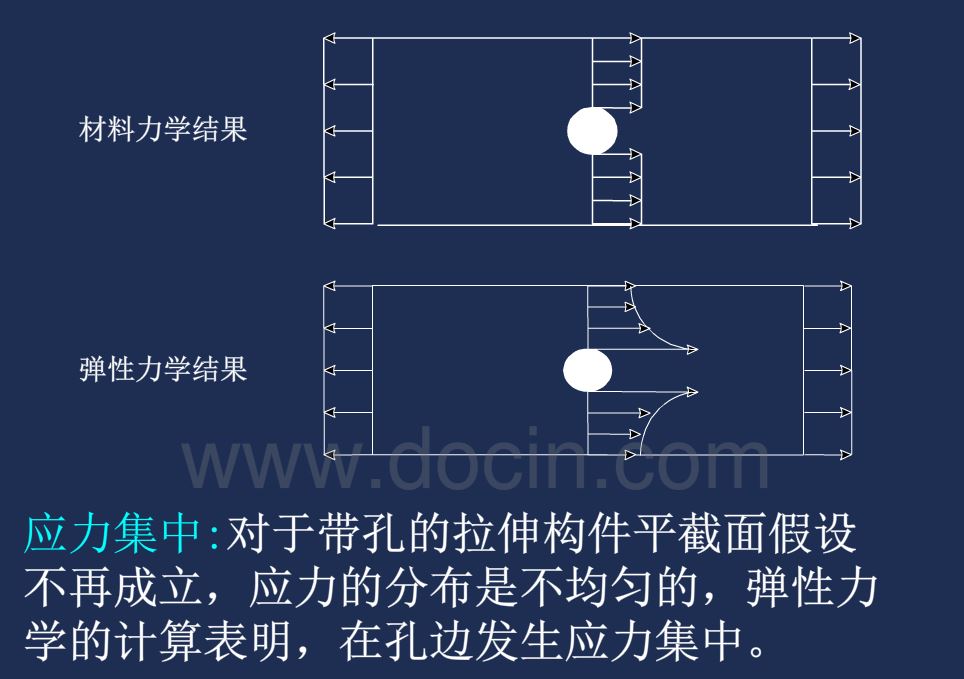 材料力学结果
弹性力学结果
www.docin.com
应力集中:对于带孔的拉伸构件平截面假设
不再成立，应力的分布是不均匀的，弹性力
学的计算表明，在孔边发生应力集中。